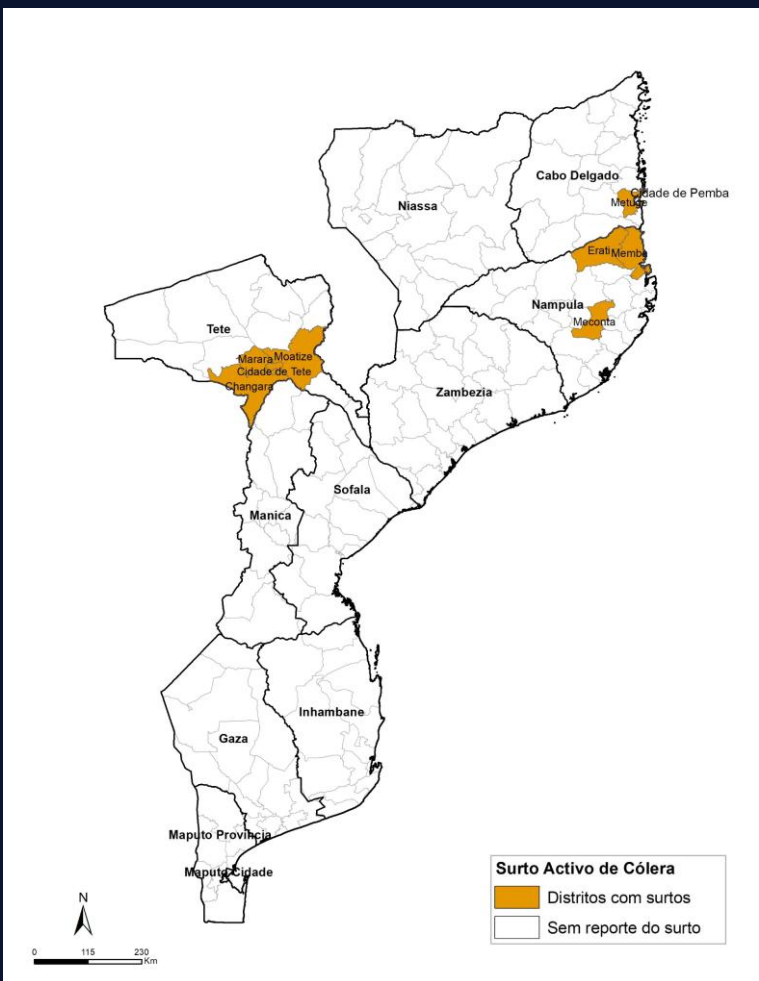 Cabo Delgado
Niassa
Cidade de Pemba
Metuge
Erati
Memba
Nampula
Meconta
Tete
Marara
Moatize
Cidade de Tete
Changara
Zambezia
Sofala
Manica
Inhambane
Gaza
Maputo Provincia
Maputo Cidade
Surto Activo de Cólera
Distritos com surtos
Sem reporte do surto
N
0 115 230
Km